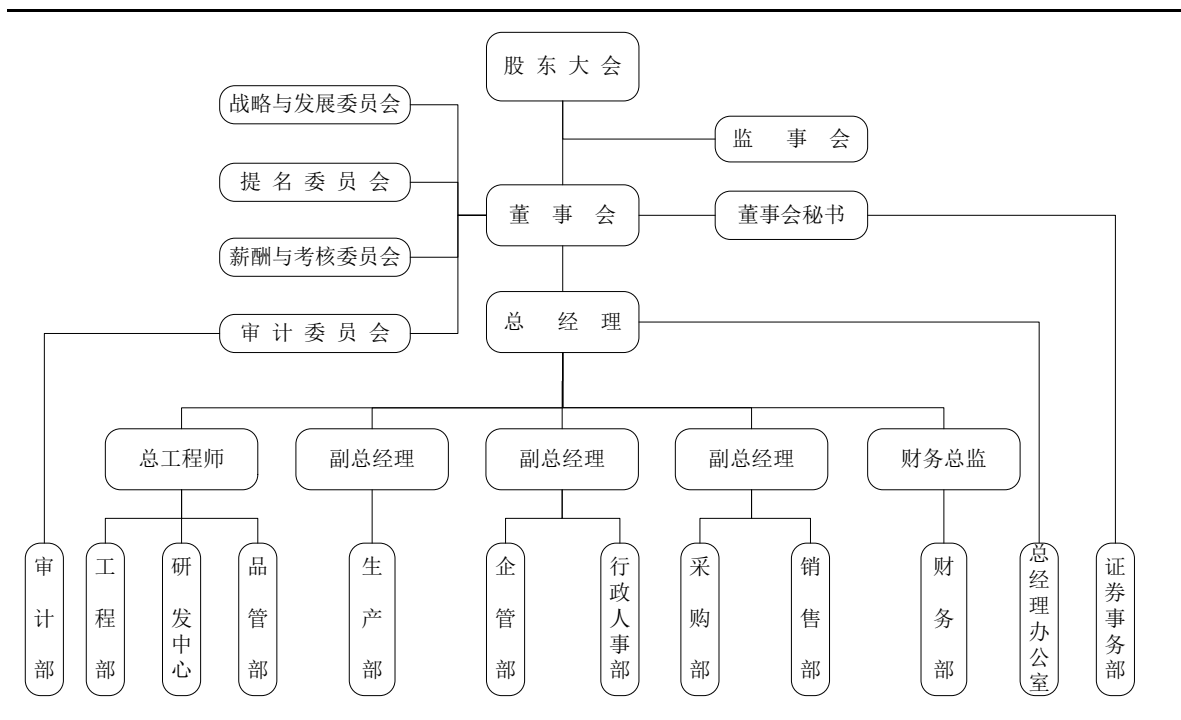 股东大会
战略与发展委员会
监事会
提名委员会
董事会
董事会秘书
薪酬与考核委员会
总经理
审计委员会
总工程师
副总经理
副总经理
副总经理
财务总监
审计部
工程部
研发中心
品管部
生产部
企管部
行政人事部
采购部
销售部
财务部
总经理办公室
证券事务部